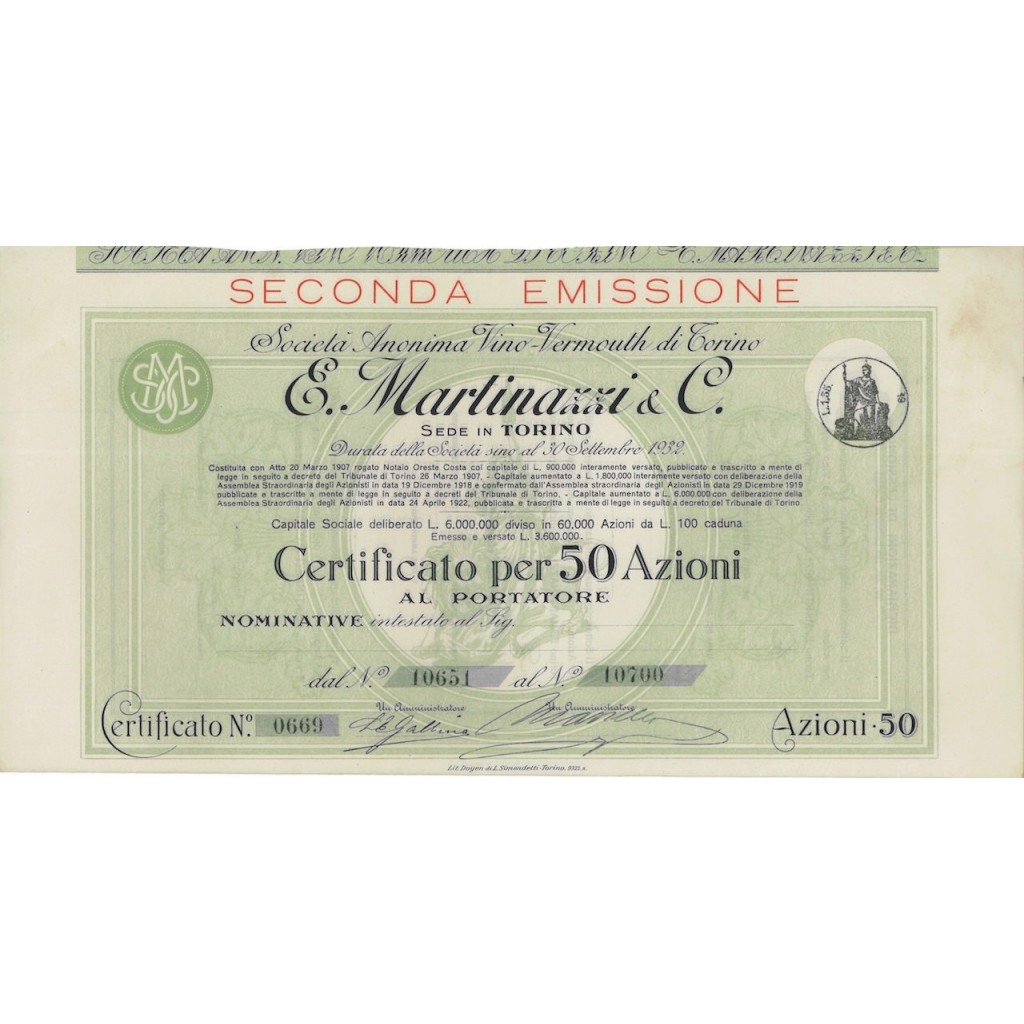 SECONDA EMISSIONE
Società Anonima Vino-Vermouth di Torino
E. Martinazzi & C.
SEDE IN TORINO
Durata della Società sino al 30 Settembre 1932
Costituita con Atto 20 Marzo 1907 rogato Notaio Oreste Costa col capitale di L. 900,000 interamente versato, pubblicato e trascritto a mente di
legge in seguito a decreto del Tribunale di Torino 26 Marzo 1907. - Capitale aumentato a L. 1,800,000 interamente versato con deliberazione della
Assemblea Straordinaria degli Azionisti in data 19 Dicembre 1918 e confermato dall'Assemblea straordinaria degli Azionisti in data 29 Dicembre 1919
pubblicate e trascritte a mente di legge in seguito a decreti del Tribunale di Torino. - Capitale aumentato a L. 6,000,000 con deliberazione della
Assemblea Straordinaria degli Azionisti in data 24 Aprile 1922, pubblicata e trascritta a mente di legge in seguito a decreto del Tribunale di Torino
Capitale Sociale deliberato L. 6.000.000 diviso in 60.000 Azioni da L. 100 caduna
Emesso e versato L. 3.600.000.
Certificato per 50 Azioni
AL PORTATORE
NOMINATIVE intestato al Sig.
dal N.º 10651 al N.º 10700
Un Amministratore Un Amministratore
Certificato Nº. 0669 Azioni · 50
Lit. Doyen di L. Simondetti - Torino.
L. 1,35.